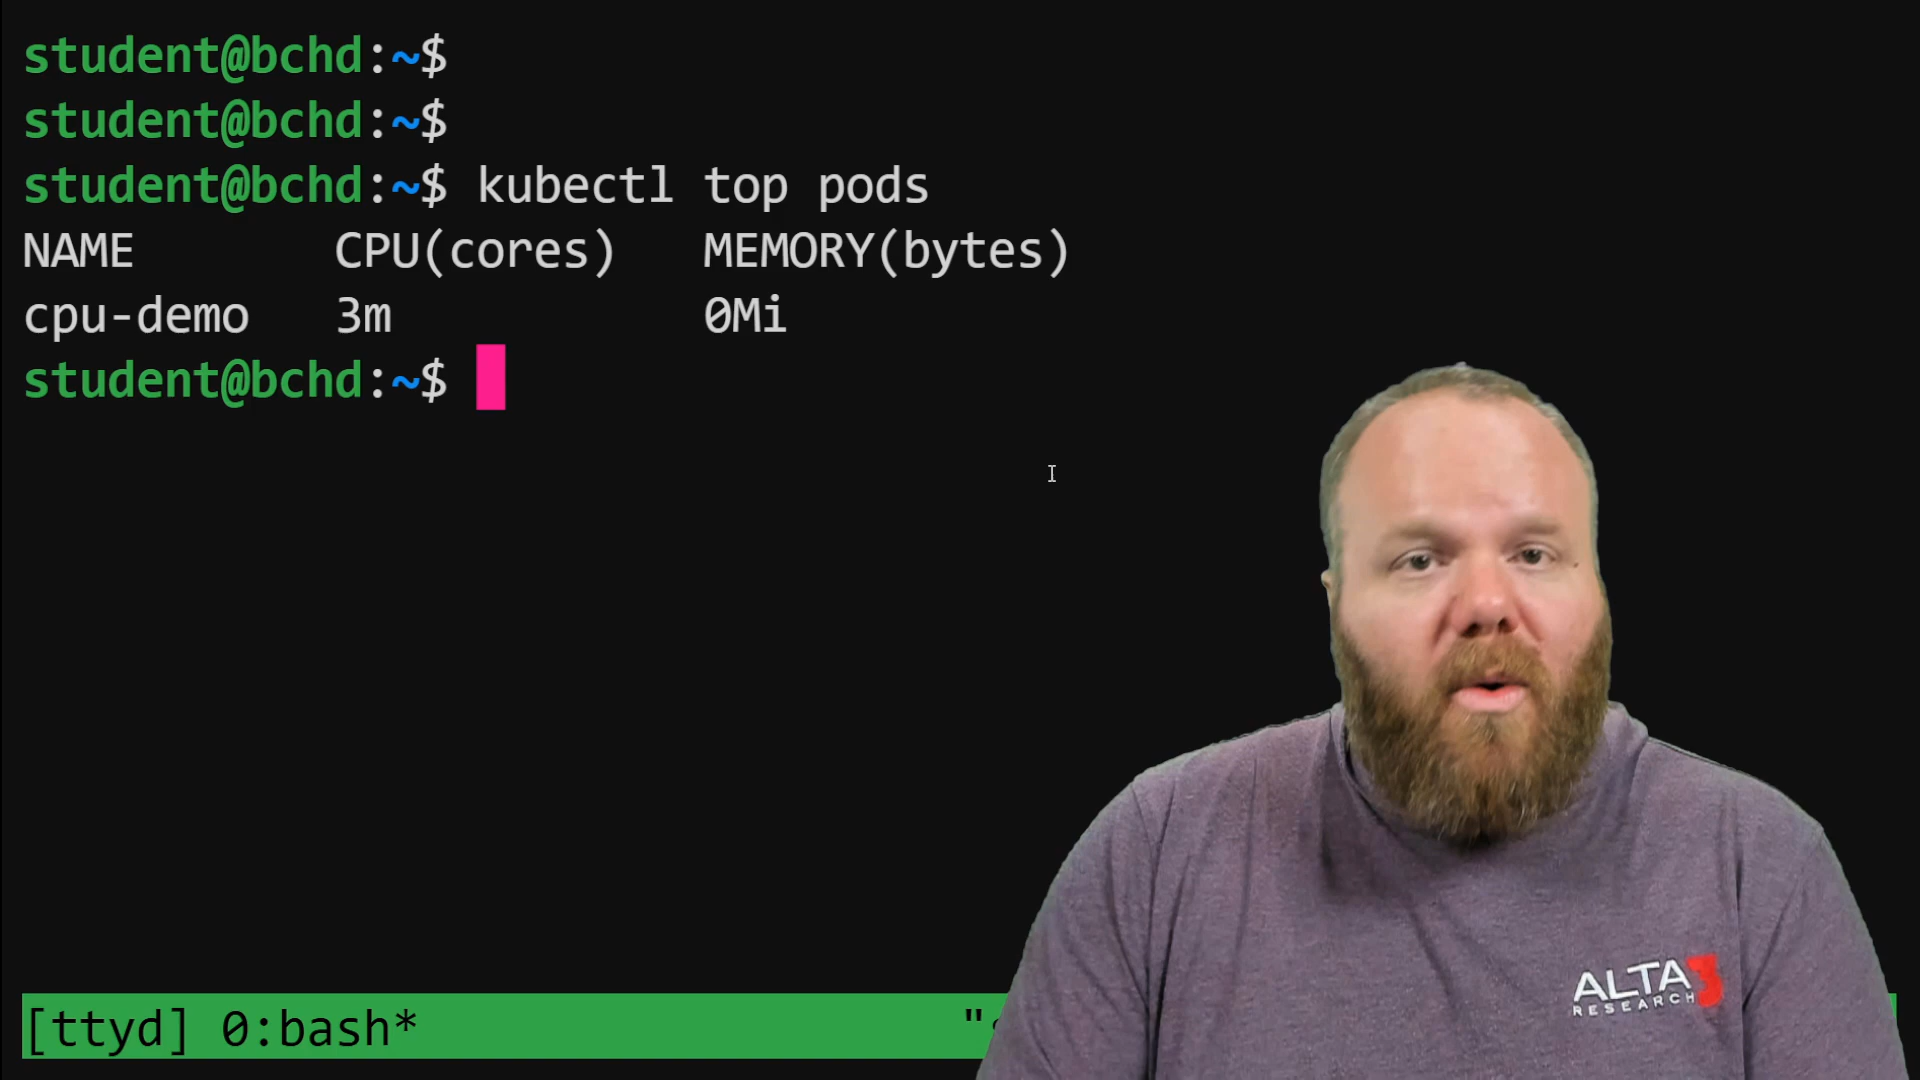 student@bchd:~$
student@bchd:~$
student@bchd:~$ kubectl top pods
NAME CPU(cores) MEMORY(bytes)
cpu-demo 3m 0Mi
student@bchd:~$
[ttyd] 0:bash*
ALTA3
RESEARCH